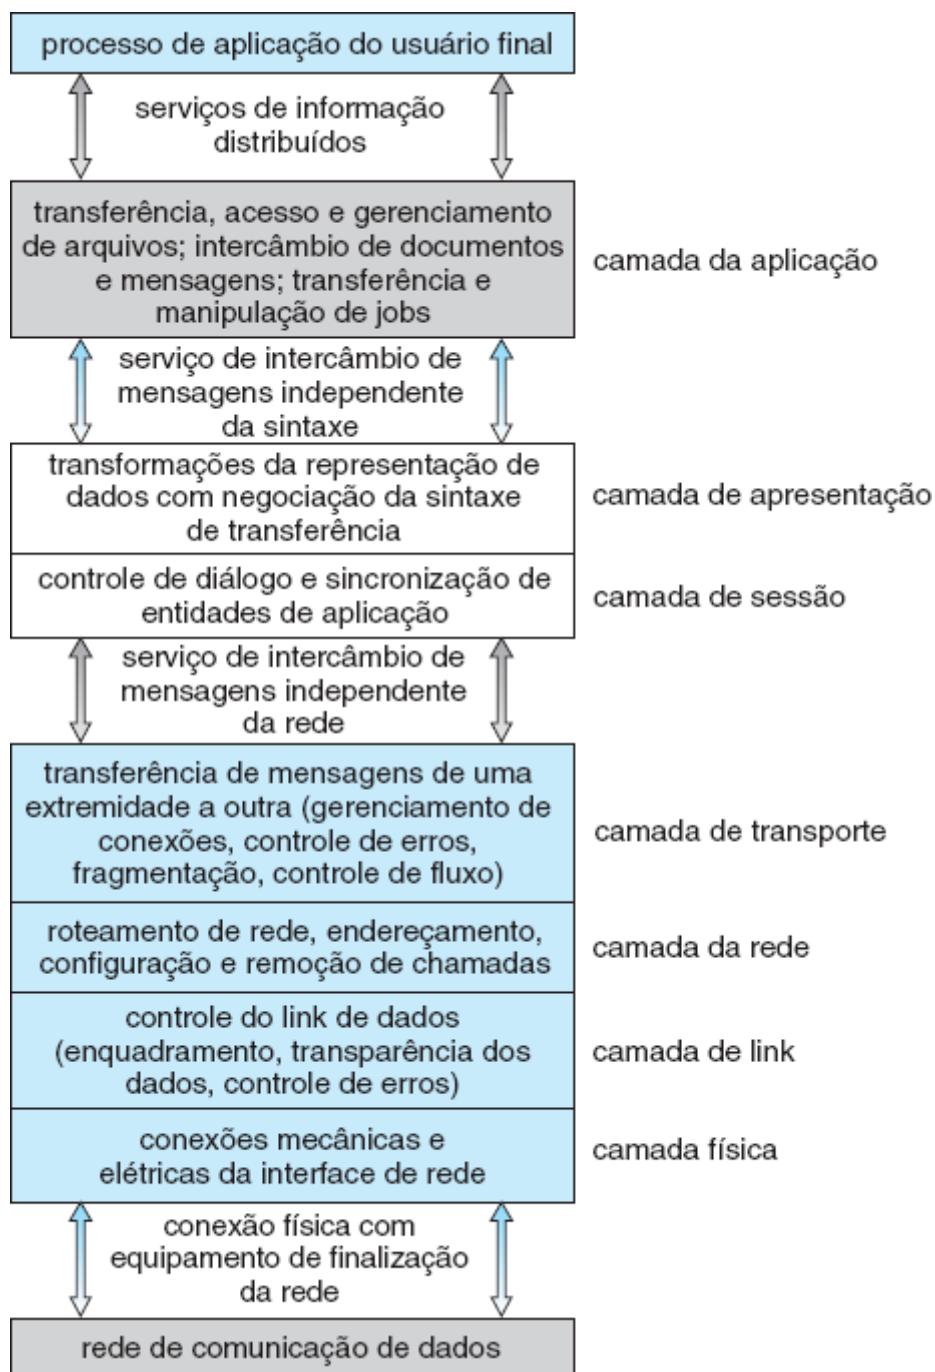 processo de aplicação do usuário final
serviços de informação
distribuídos
transferência, acesso e gerenciamento
de arquivos; intercâmbio de documentos
e mensagens; transferência e
manipulação de jobs
camada da aplicação
serviço de intercâmbio de
mensagens independente
da sintaxe
transformações da representação de
dados com negociação da sintaxe
de transferência
camada de apresentação
controle de diálogo e sincronização de
entidades de aplicação
camada de sessão
serviço de intercâmbio de
mensagens independente
da rede
transferência de mensagens de uma
extremidade a outra (gerenciamento de
conexões, controle de erros,
fragmentação, controle de fluxo)
camada de transporte
roteamento de rede, endereçamento,
configuração e remoção de chamadas
camada da rede
controle do link de dados
(enquadramento, transparência dos
dados, controle de erros)
camada de link
conexões mecânicas e
elétricas da interface de rede
camada física
conexão física com
equipamento de finalização
da rede
rede de comunicação de dados